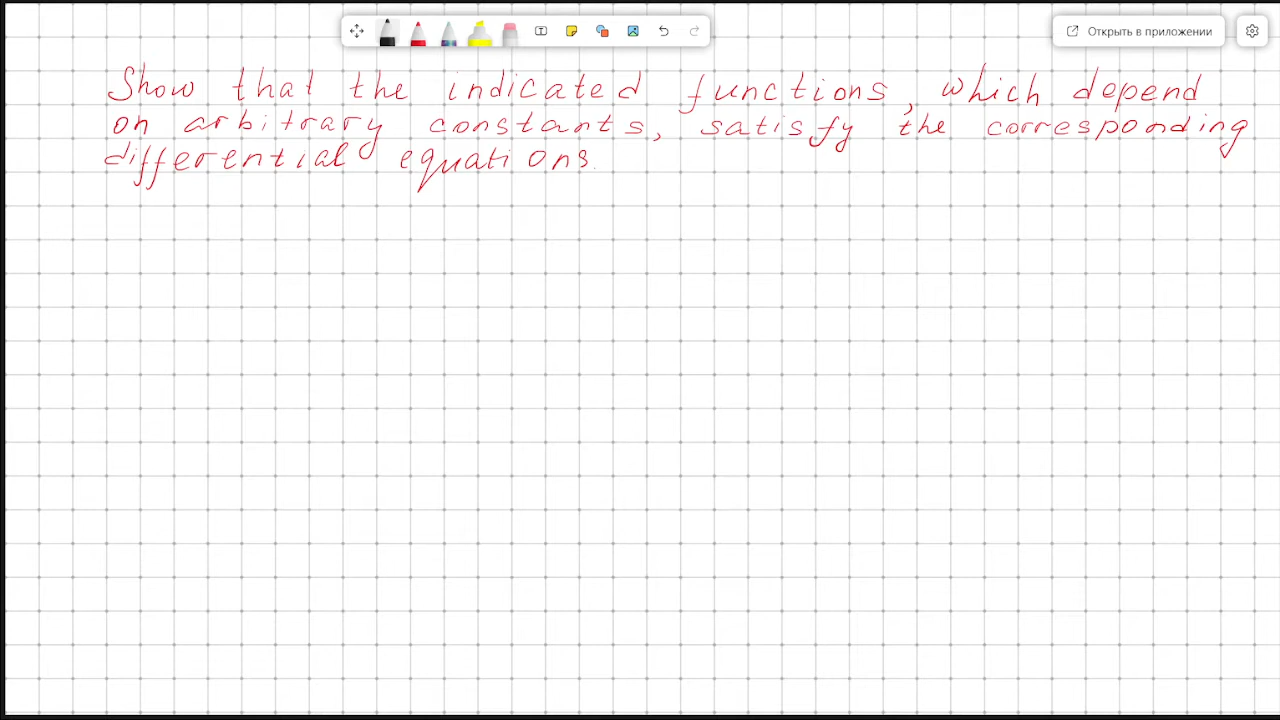 Открыть в приложении
Show that the indicated functions, which depend
on arbitrary constants, satisfy the corresponding
differential equations.